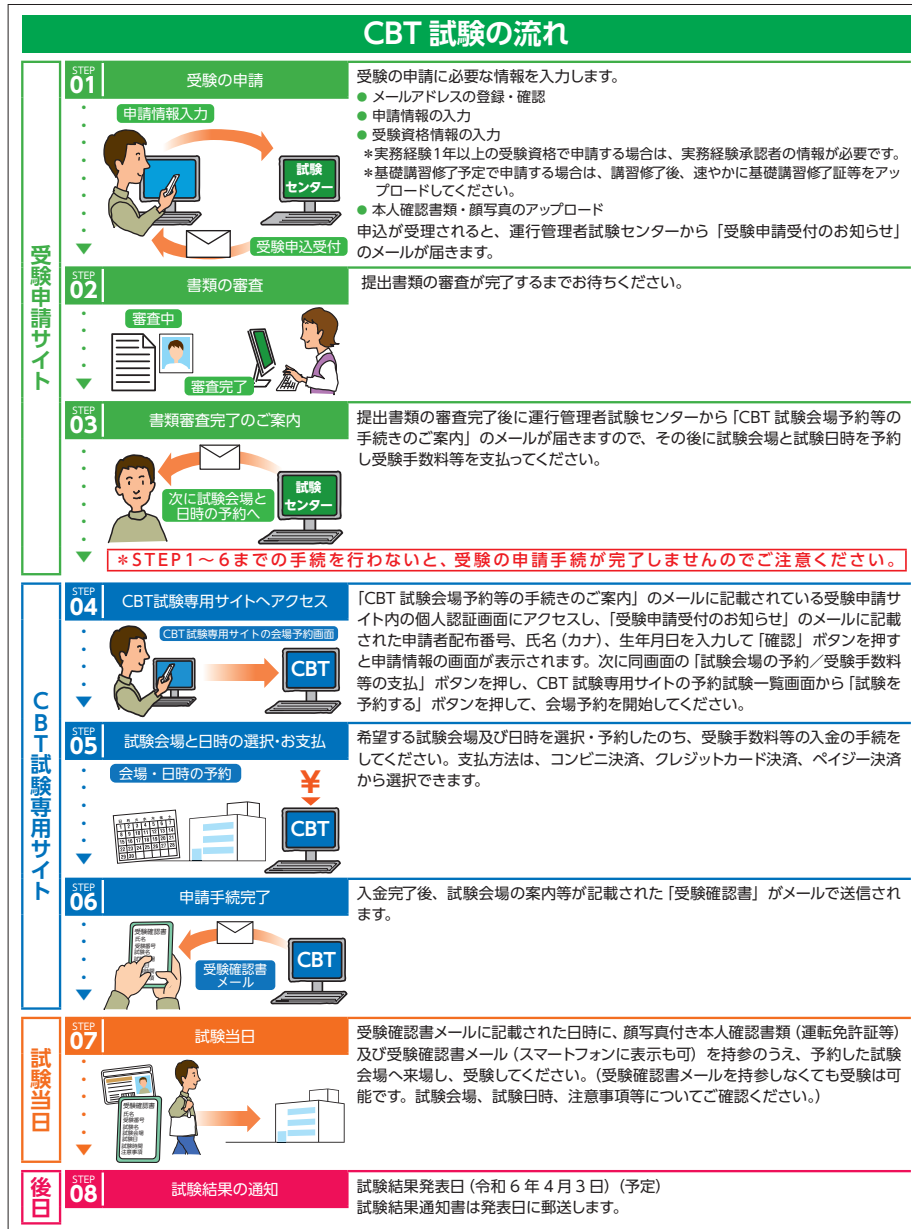 CBT 試験の流れ
受験申請サイト
STEP 01
受験の申請
申請情報入力
試験
センター
受験申込受付
受験の申請に必要な情報を入力します。
● メールアドレスの登録・確認
● 申請情報の入力
● 受験資格情報の入力
＊実務経験1年以上の受験資格で申請する場合は、実務経験承認者の情報が必要です。
＊基礎講習修了予定で申請する場合は、講習修了後、速やかに基礎講習修了証等をアッ
プロードしてください。
● 本人確認書類・顔写真のアップロード
申込が受理されると、運行管理者試験センターから「受験申請受付のお知らせ」
のメールが届きます。
STEP 02
書類の審査
審査中
審査完了
提出書類の審査が完了するまでお待ちください。
STEP 03
書類審査完了のご案内
次に試験会場と
日時の予約へ
試験
センター
提出書類の審査完了後に運行管理者試験センターから「CBT 試験会場予約等の
手続きのご案内」のメールが届きますので、その後に試験会場と試験日時を予約
し受験手数料等を支払ってください。
＊STEP1～6までの手続を行わないと、受験の申請手続が完了しませんのでご注意ください。
CBT試験専用サイト
STEP 04
CBT試験専用サイトへアクセス
CBT試験専用サイトの会場予約画面
CBT
「CBT 試験会場予約等の手続きのご案内」のメールに記載されている受験申請サ
イト内の個人認証画面にアクセスし、「受験申請受付のお知らせ」のメールに記載
された申請者配布番号、氏名（カナ）、生年月日を入力して「確認」ボタンを押す
と申請情報の画面が表示されます。次に同画面の「試験会場の予約／受験手数料
等の支払」ボタンを押し、CBT 試験専用サイトの予約試験一覧画面から「試験を
予約する」ボタンを押して、会場予約を開始してください。
STEP 05
試験会場と日時の選択・お支払
会場・日時の予約
¥
CBT
希望する試験会場及び日時を選択・予約したのち、受験手数料等の入金の手続を
してください。支払方法は、コンビニ決済、クレジットカード決済、ペイジー決済
から選択できます。
STEP 06
申請手続完了
受験確認書
氏名
受験番号
試験名
受験確認書
メール
CBT
入金完了後、試験会場の案内等が記載された「受験確認書」がメールで送信され
ます。
試験当日
STEP 07
試験当日
受験確認書
氏名
受験番号
試験名
試験会場
試験日
試験時間
注意事項
受験確認書メールに記載された日時に、顔写真付き本人確認書類（運転免許証等）
及び受験確認書メール（スマートフォンに表示も可）を持参のうえ、予約した試験
会場へ来場し、受験してください。（受験確認書メールを持参しなくても受験は可
能です。試験会場、試験日時、注意事項等についてご確認ください。）
後日
STEP 08
試験結果の通知
試験結果発表日（令和 6 年 4 月 3 日）（予定）
試験結果通知書は発表日に郵送します。